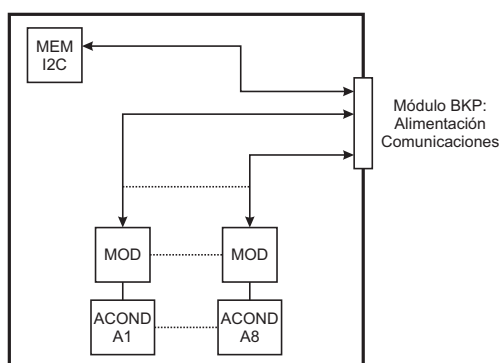 MEM
I2C
Módulo BKP:
Alimentación
Comunicaciones
MOD
MOD
ACOND
A1
ACOND
A8